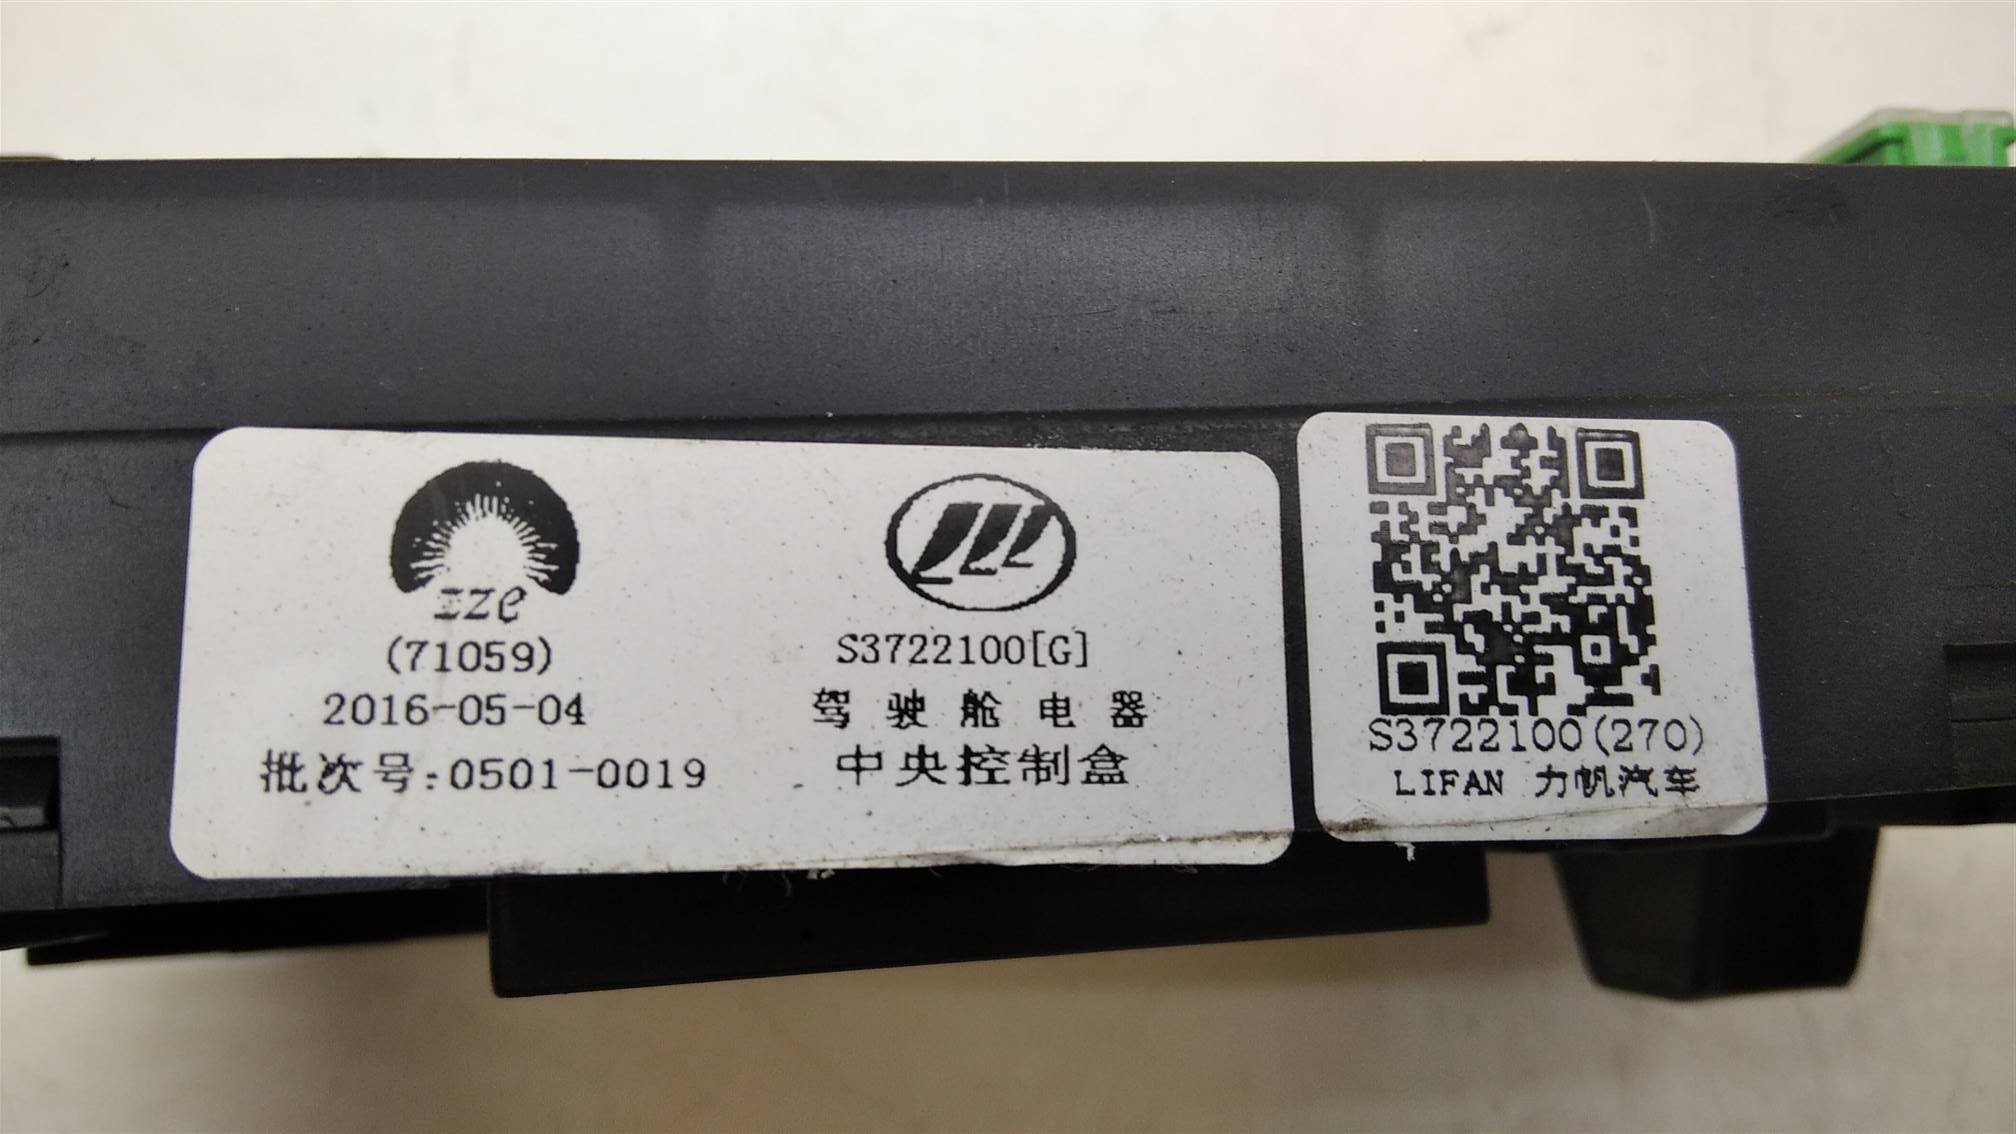 zze
(71059)
2016-05-04
批次号:0501-0019
S3722100[G]
驾驶舱电器
中央控制盒
S3722100(270)
LIFAN 力帆汽车